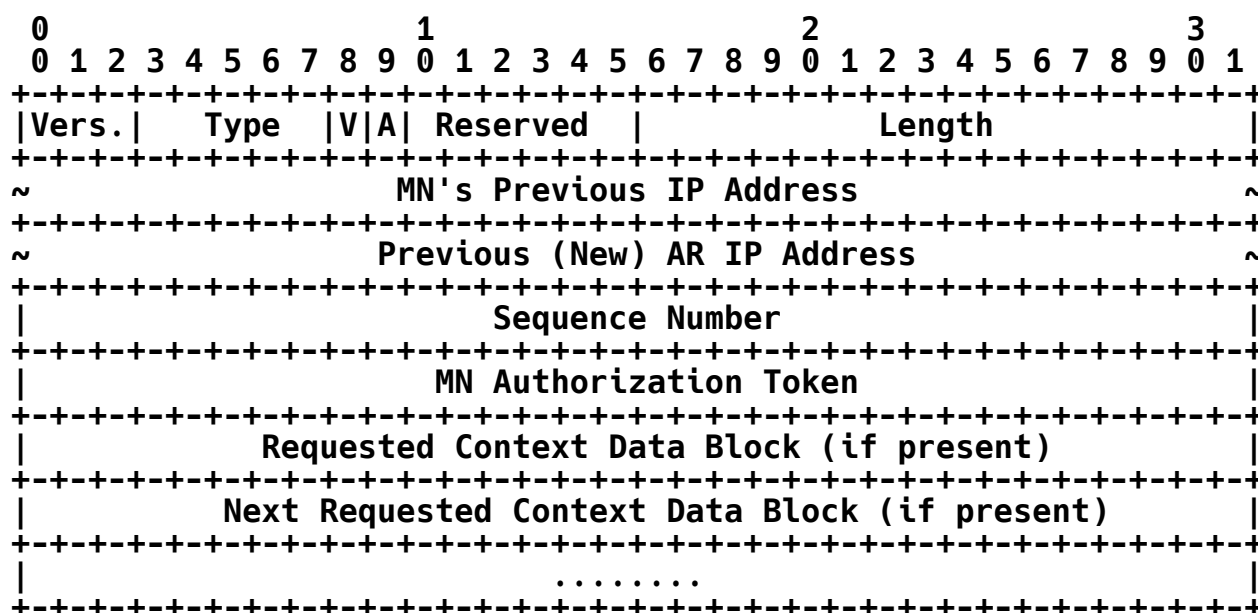 0                   1                   2                   3
0 1 2 3 4 5 6 7 8 9 0 1 2 3 4 5 6 7 8 9 0 1 2 3 4 5 6 7 8 9 0 1
+-+-+-+-+-+-+-+-+-+-+-+-+-+-+-+-+-+-+-+-+-+-+-+-+-+-+-+-+-+-+-+-+
|Vers.|   Type  |V|A| Reserved  |            Length             |
+-+-+-+-+-+-+-+-+-+-+-+-+-+-+-+-+-+-+-+-+-+-+-+-+-+-+-+-+-+-+-+-+
~                   MN's Previous IP Address                    ~
+-+-+-+-+-+-+-+-+-+-+-+-+-+-+-+-+-+-+-+-+-+-+-+-+-+-+-+-+-+-+-+-+
~                  Previous (New) AR IP Address                 ~
+-+-+-+-+-+-+-+-+-+-+-+-+-+-+-+-+-+-+-+-+-+-+-+-+-+-+-+-+-+-+-+-+
|                        Sequence Number                        |
+-+-+-+-+-+-+-+-+-+-+-+-+-+-+-+-+-+-+-+-+-+-+-+-+-+-+-+-+-+-+-+-+
|                     MN Authorization Token                    |
+-+-+-+-+-+-+-+-+-+-+-+-+-+-+-+-+-+-+-+-+-+-+-+-+-+-+-+-+-+-+-+-+
|            Requested Context Data Block (if present)          |
+-+-+-+-+-+-+-+-+-+-+-+-+-+-+-+-+-+-+-+-+-+-+-+-+-+-+-+-+-+-+-+-+
|          Next Requested Context Data Block (if present)       |
+-+-+-+-+-+-+-+-+-+-+-+-+-+-+-+-+-+-+-+-+-+-+-+-+-+-+-+-+-+-+-+-+
|                           ........                            |
+-+-+-+-+-+-+-+-+-+-+-+-+-+-+-+-+-+-+-+-+-+-+-+-+-+-+-+-+-+-+-+-+